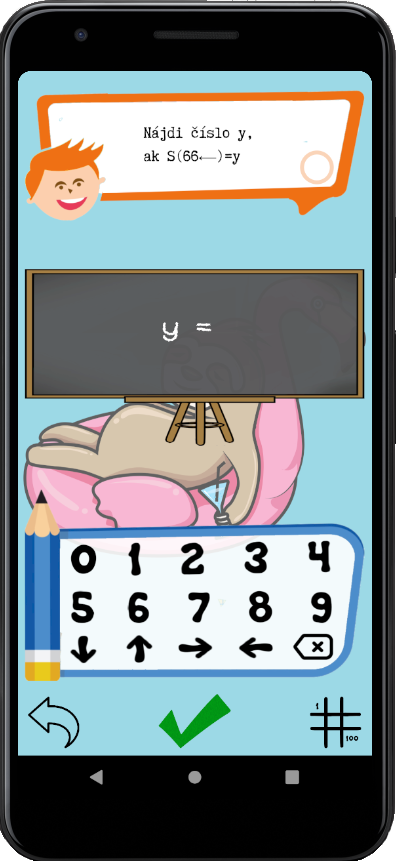 Nájdi číslo y,
ak S(66←)=y
y =
0 1 2 3 4
5 6 7 8 9
↓ ↑ → ←
1
100